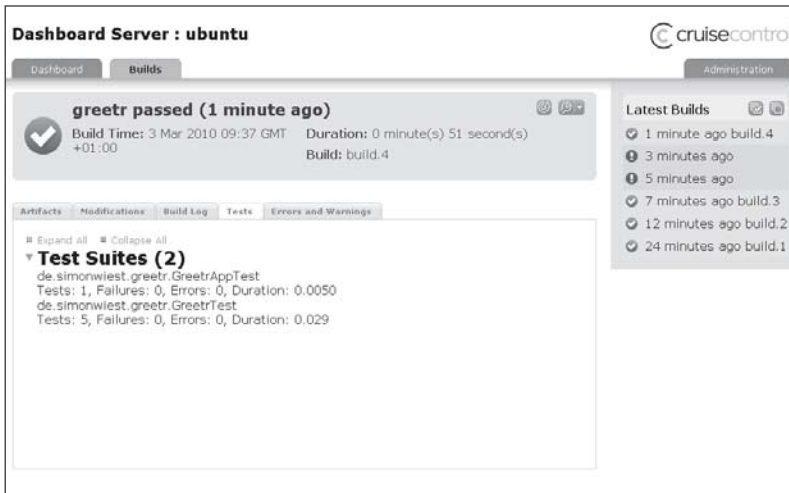 Dashboard Server : ubuntu
cruisecontro
Dashboard
Builds
Administration
greetr passed (1 minute ago)
Build Time: 3 Mar 2010 09:37 GMT
+01:00
Duration: 0 minute(s) 51 second(s)
Build: build.4
Latest Builds
1 minute ago build.4
3 minutes ago
5 minutes ago
7 minutes ago build.3
12 minutes ago build.2
24 minutes ago build.1
Artifacts
Modifications
Build Log
Tests
Errors and Warnings
Expand All
Collapse All
Test Suites (2)
de.simonwiest.greetr.GreetrAppTest
Tests: 1, Failures: 0, Errors: 0, Duration: 0.0050
de.simonwiest.greetr.GreetrTest
Tests: 5, Failures: 0, Errors: 0, Duration: 0.029